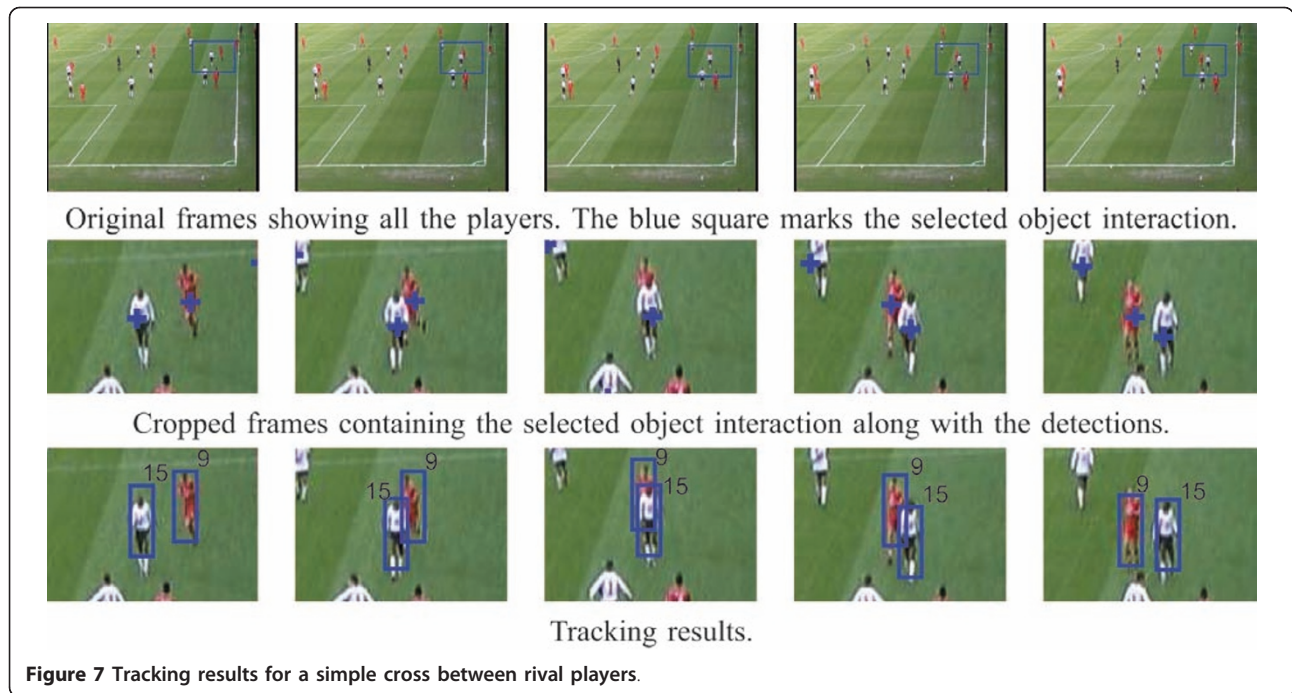 Original frames showing all the players. The blue square marks the selected object interaction.
Cropped frames containing the selected object interaction along with the detections.
9
15
9
15
9
15
9
15
9
15
Tracking results.
Figure 7 Tracking results for a simple cross between rival players.